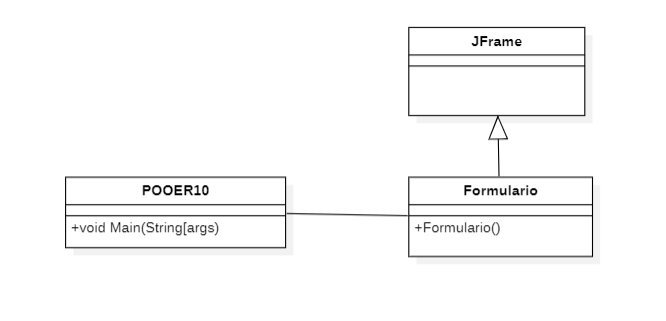 JFrame
POOER10
Formulario
+void Main(String[args)
+Formulario()